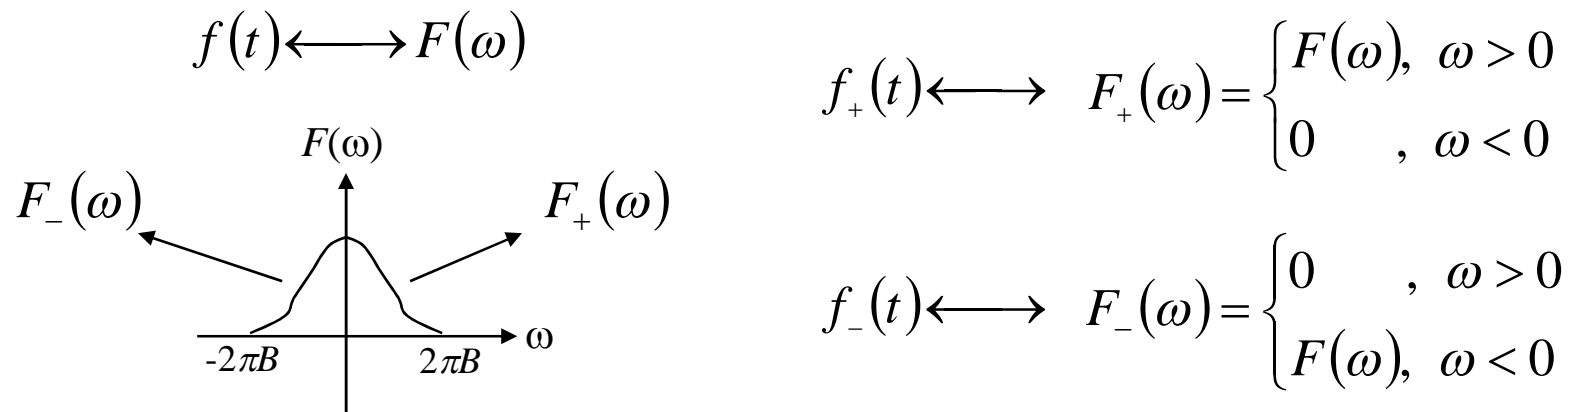 f(t)⟷F(ω)
F(ω)
F₋(ω)
F₊(ω)
-2πB
2πB
ω
f₊(t)⟷ F₊(ω)={F(ω), ω>0
0 , ω<0
f₋(t)⟷ F₋(ω)={0 , ω>0
F(ω), ω<0